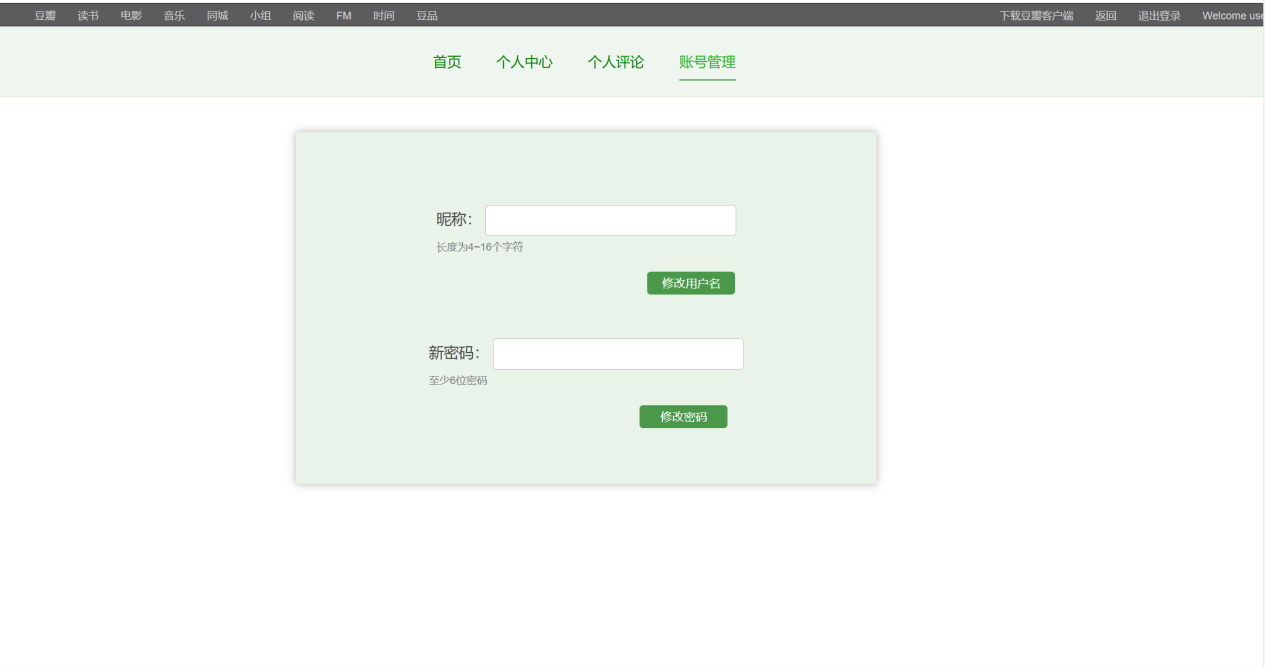 豆瓣 读书 电影 音乐 同城 小组 阅读 FM 时间 豆品 下载豆瓣客户端 返回 退出登录 Welcome use
首页 个人中心 个人评论 账号管理
昵称：
长度为4~16个字符
修改用户名
新密码：
至少6位密码
修改密码